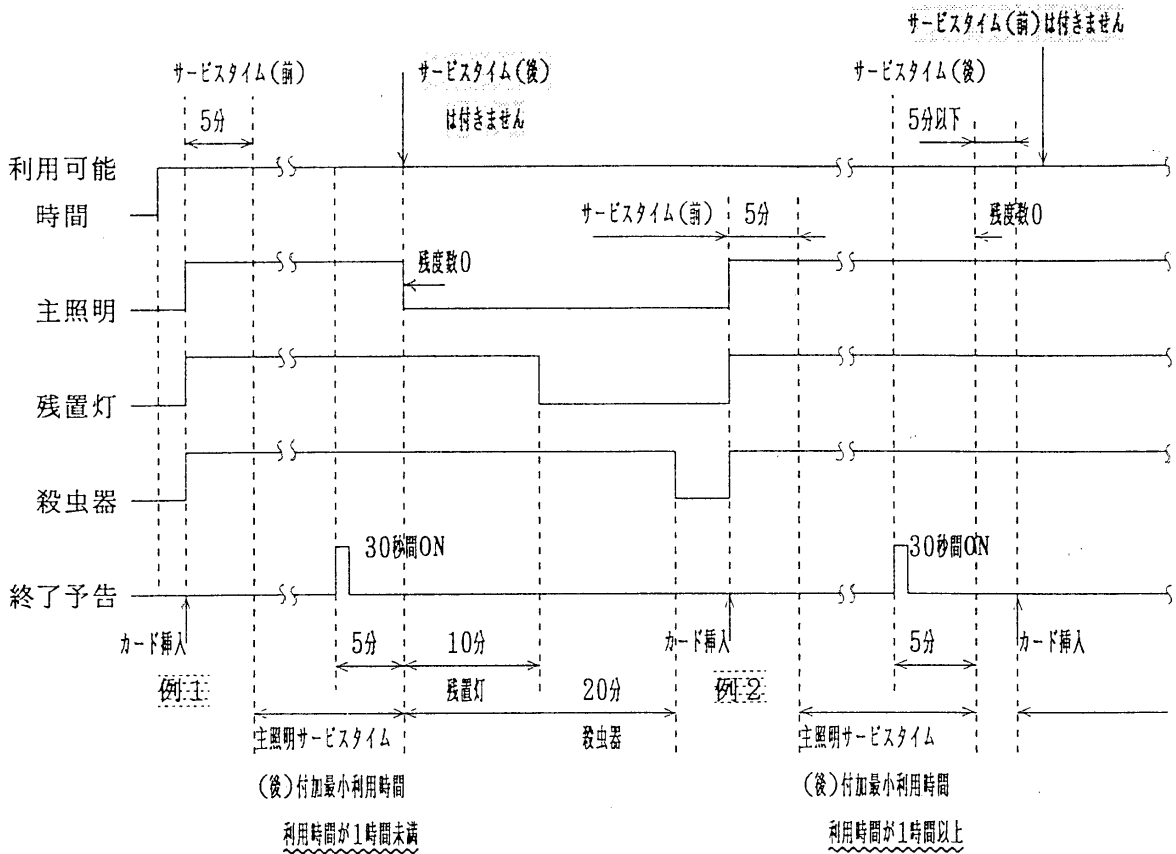 サービスタイム(前)は付きません
サービスタイム(前)
サービスタイム(後)
は付きません
サービスタイム(後)
5分
5分以下
利用可能
時間
サービスタイム(前)
5分
残度数0
残度数0
主照明
残置灯
殺虫器
30秒間ON
30秒間ON
終了予告
カード挿入
5分
10分
カード挿入
5分
カード挿入
例1
残置灯
20分
例2
主照明サービスタイム
殺虫器
主照明サービスタイム
(後)付加最小利用時間
(後)付加最小利用時間
利用時間が1時間未満
利用時間が1時間以上